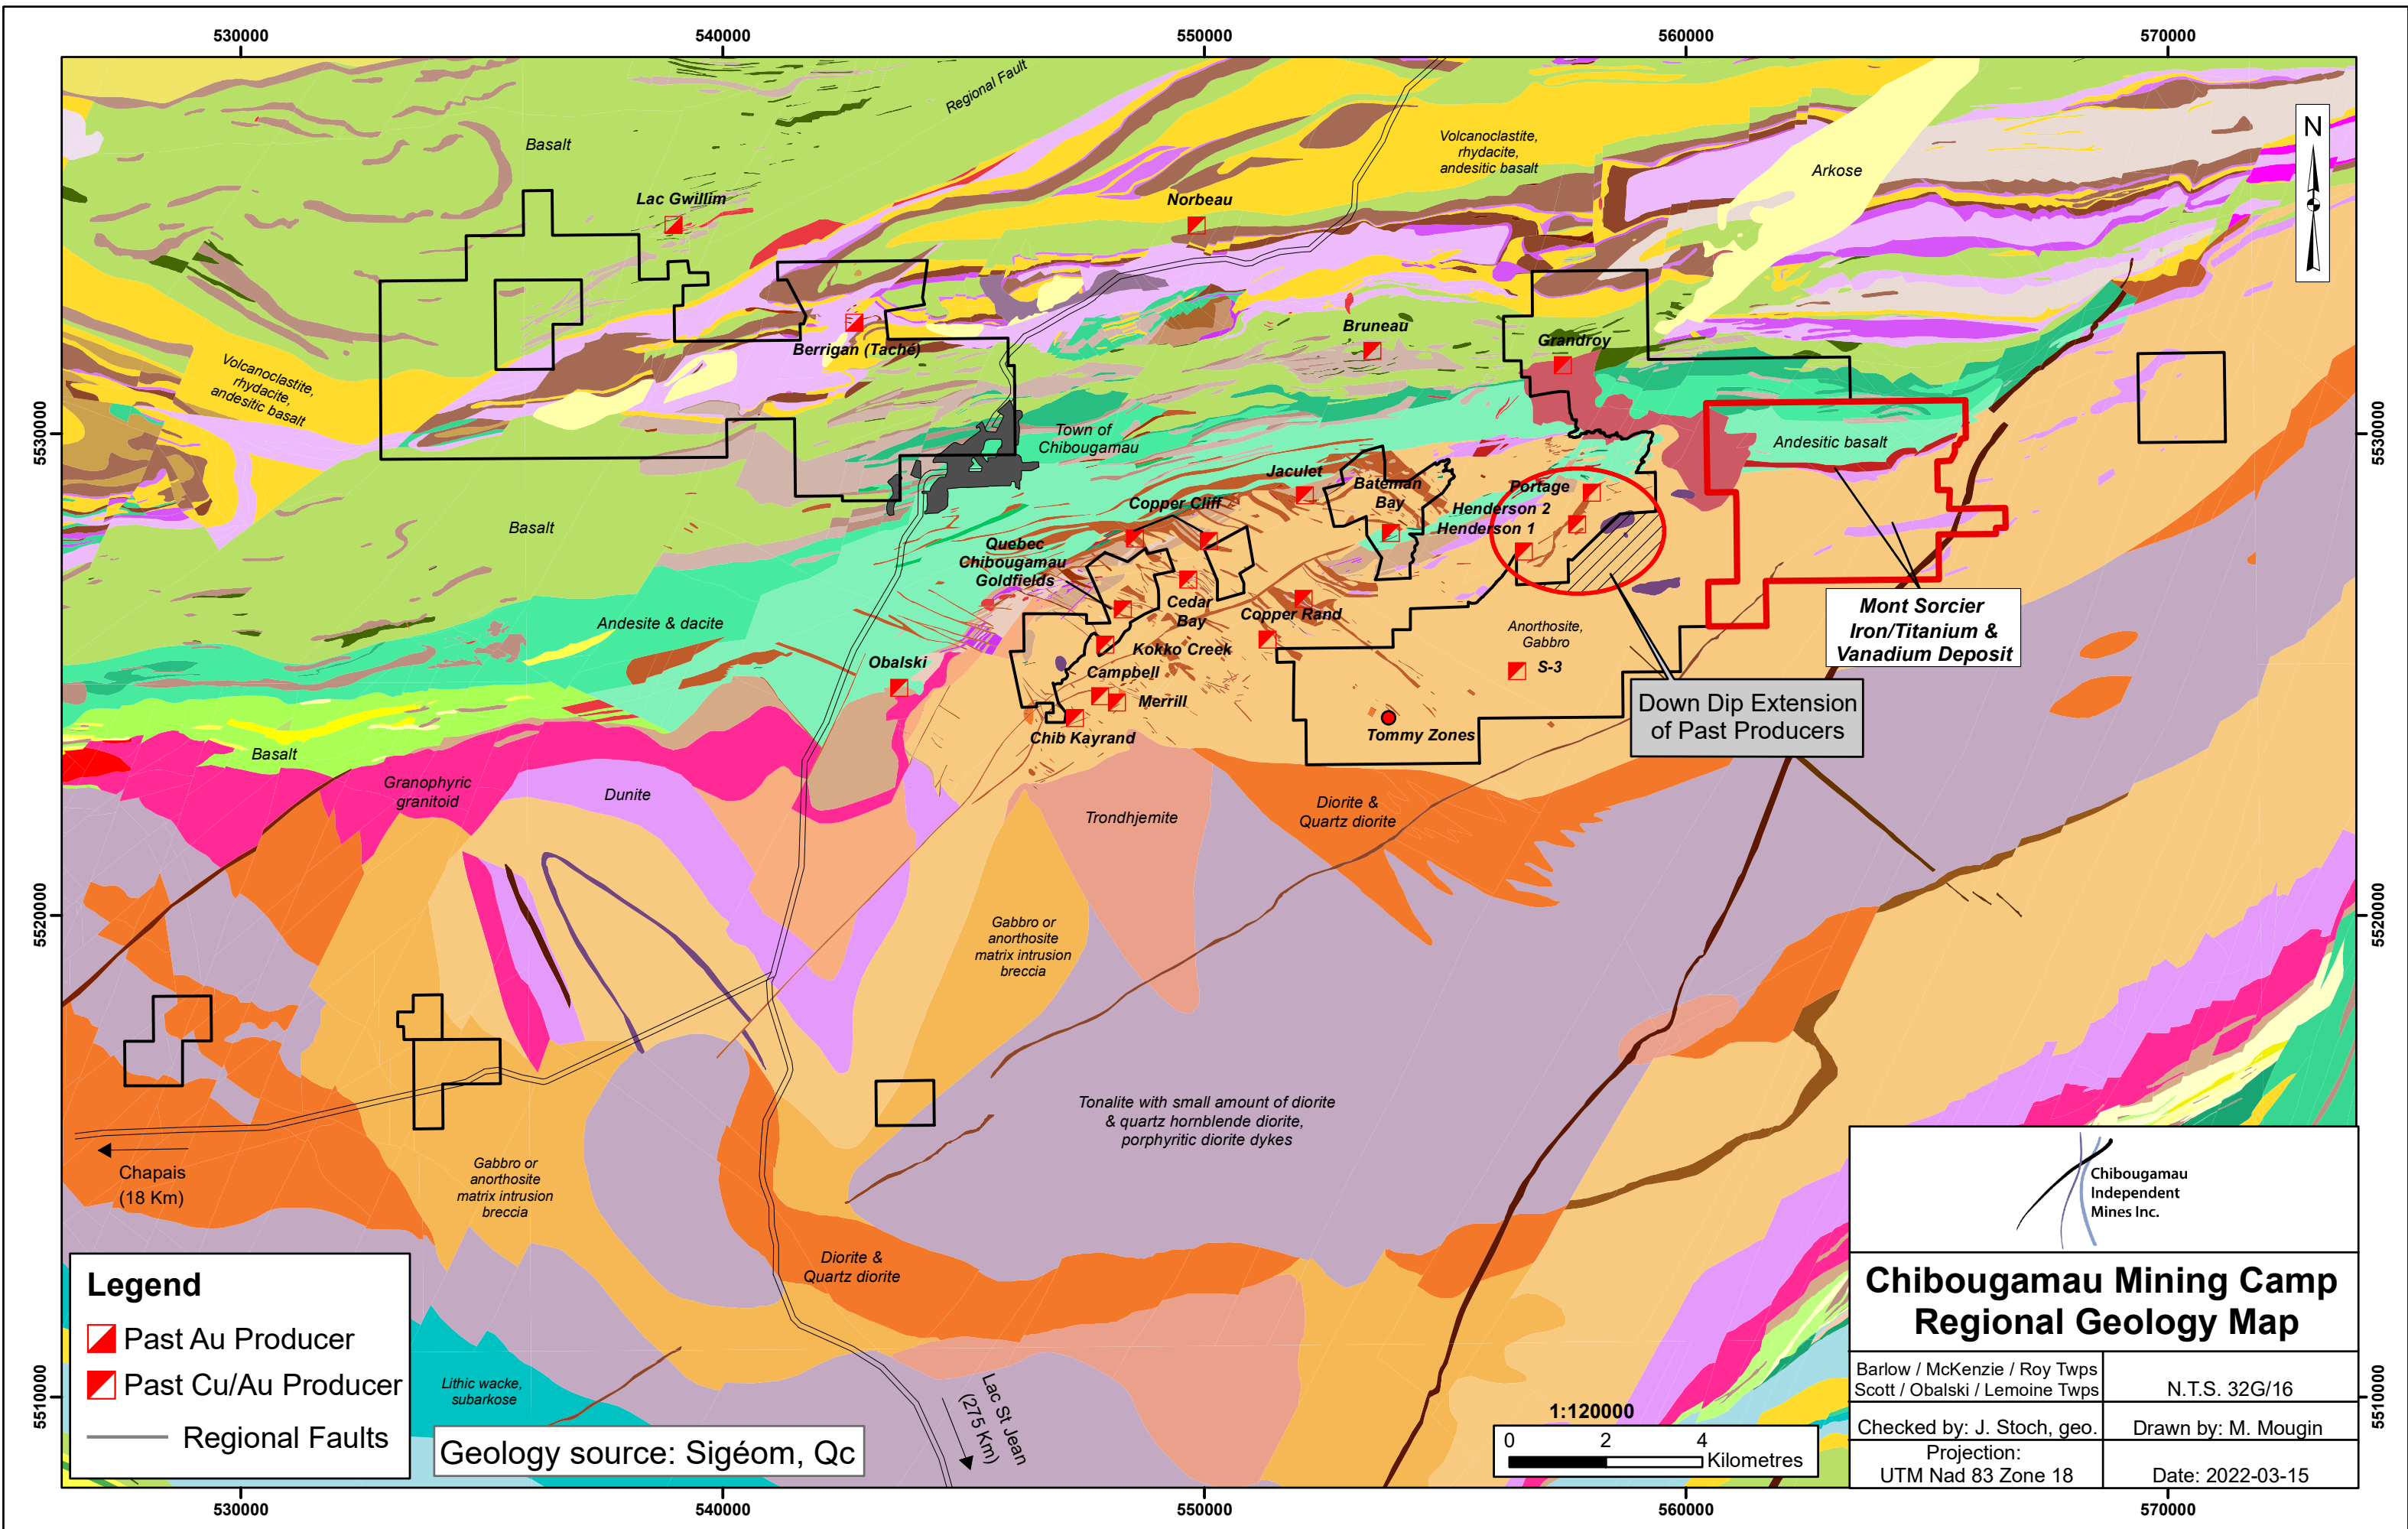 530000
540000
550000
560000
570000
Regional Fault
N
Basalt
Volcanoclastite,
rhydacite,
andesitic basalt
Arkose
Lac Gwillim
Norbeau
Bruneau
Grandroy
Berrigan (Taché)
Volcanoclastite,
rhydacite,
andesitic basalt
5530000
5530000
Town of
Chibougamau
Andesitic basalt
Jaculet
Bateman
Bay
Portage
Copper Cliff
Henderson 2
Henderson 1
Basalt
Quebec
Chibougamau
Goldfields
Cedar
Bay
Copper Rand
Mont Sorcier
Iron/Titanium &
Vanadium Deposit
Andesite & dacite
Anorthosite,
Gabbro
Kokko Creek
Obalski
Campbell
S-3
Merrill
Down Dip Extension
of Past Producers
Chib Kayrand
Tommy Zones
Basalt
Granophyric
granitoid
Dunite
Trondhjemite
Diorite &
Quartz diorite
5520000
5520000
Gabbro or
anorthosite
matrix intrusion
breccia
Tonalite with small amount of diorite
& quartz hornblende diorite,
porphyritic diorite dykes
Chapais
(18 Km)
Gabbro or
anorthosite
matrix intrusion
breccia
Diorite &
Quartz diorite
Lithic wacke,
subarkose
Lac St Jean
(275 Km)
5510000
5510000
Legend
Past Au Producer
Past Cu/Au Producer
Regional Faults
Geology source: Sigéom, Qc
1:120000
0 2 4
Kilometres
Chibougamau
Independent
Mines Inc.
Chibougamau Mining Camp
Regional Geology Map
Barlow / McKenzie / Roy Twps
Scott / Obalski / Lemoine Twps
N.T.S. 32G/16
Checked by: J. Stoch, geo.
Drawn by: M. Mougin
Projection:
UTM Nad 83 Zone 18
Date: 2022-03-15
530000
540000
550000
560000
570000